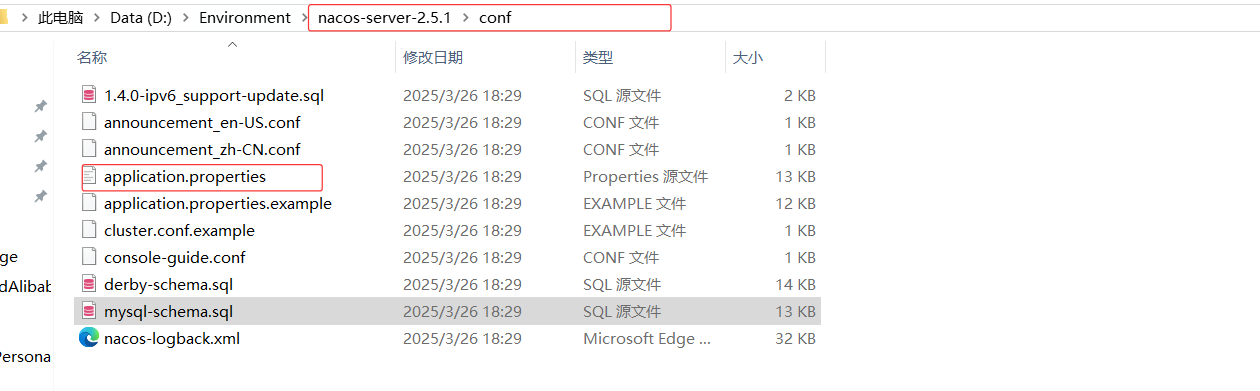 此电脑 > Data (D:) > Environment > nacos-server-2.5.1 > conf
名称 修改日期 类型 大小
1.4.0-ipv6_support-update.sql 2025/3/26 18:29 SQL 源文件 2 KB
announcement_en-US.conf 2025/3/26 18:29 CONF 文件 1 KB
announcement_zh-CN.conf 2025/3/26 18:29 CONF 文件 1 KB
application.properties 2025/3/26 18:29 Properties 源文件 13 KB
application.properties.example 2025/3/26 18:29 EXAMPLE 文件 12 KB
cluster.conf.example 2025/3/26 18:29 EXAMPLE 文件 1 KB
ge console-guide.conf 2025/3/26 18:29 CONF 文件 1 KB
dAlibab derby-schema.sql 2025/3/26 18:29 SQL 源文件 14 KB
mysql-schema.sql 2025/3/26 18:29 SQL 源文件 13 KB
nacos-logback.xml 2025/3/26 18:29 Microsoft Edge ... 32 KB
Persona